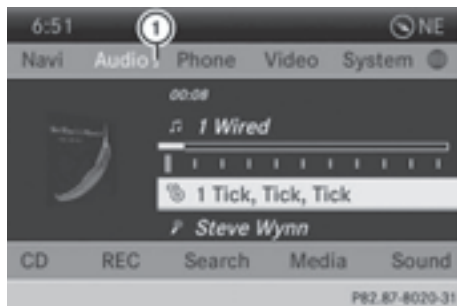 6:51 1 NE
Navi Audio Phone Video System
00:08
1 Wired
1 Tick, Tick, Tick
Steve Wynn
CD REC Search Media Sound
P82.87-8020-31